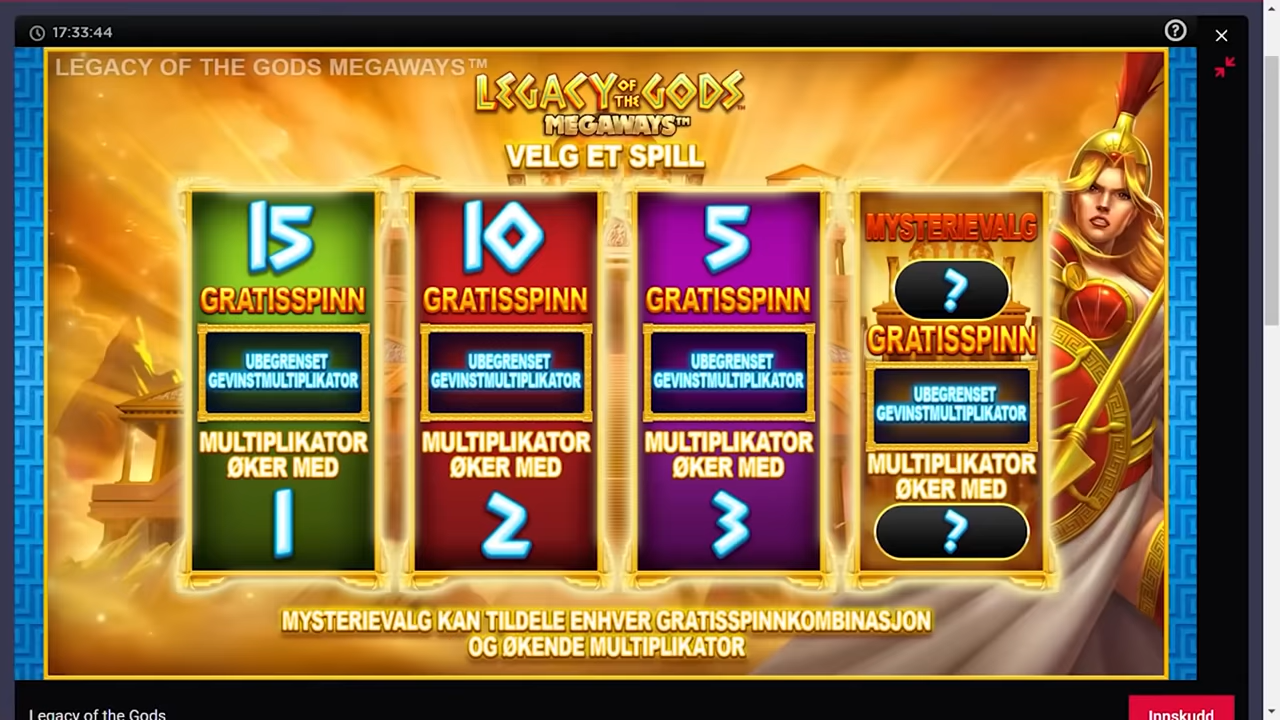 17:33:44
?
LEGACY OF THE GODS MEGAWAYS™
LEGACY OF THE GODS™
MEGAWAYS™
VELG ET SPILL
15
GRATISSPINN
UBEGRENSET
GEVINSTMULTIPLIKATOR
MULTIPLIKATOR
ØKER MED
1
10
GRATISSPINN
UBEGRENSET
GEVINSTMULTIPLIKATOR
MULTIPLIKATOR
ØKER MED
2
5
GRATISSPINN
UBEGRENSET
GEVINSTMULTIPLIKATOR
MULTIPLIKATOR
ØKER MED
3
MYSTERIEVALG
?
GRATISSPINN
UBEGRENSET
GEVINSTMULTIPLIKATOR
MULTIPLIKATOR
ØKER MED
?
MYSTERIEVALG KAN TILDELE ENHVER GRATISSPINNKOMBINASJON
OG ØKENDE MULTIPLIKATOR
Legacy of the Gods
Innskudd